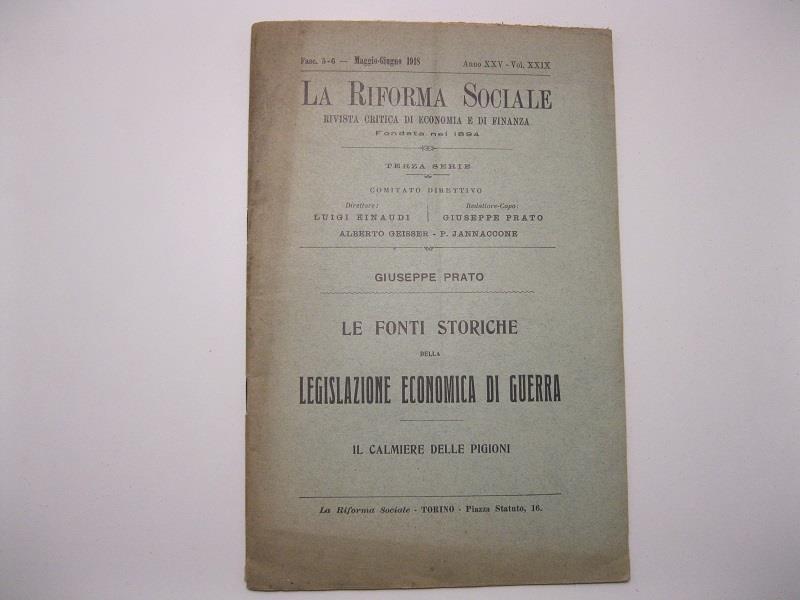 Fasc. 5-6 — Maggio-Giugno 1918 Anno XXV - Vol. XXIX
LA RIFORMA SOCIALE
RIVISTA CRITICA DI ECONOMIA E DI FINANZA
Fondata nel 1894
TERZA SERIE
COMITATO DIRETTIVO
Direttore: Redattore-Capo:
LUIGI EINAUDI GIUSEPPE PRATO
ALBERTO GEISSER - P. JANNACCONE
GIUSEPPE PRATO
LE FONTI STORICHE
DELLA
LEGISLAZIONE ECONOMICA DI GUERRA
IL CALMIERE DELLE PIGIONI
La Riforma Sociale - TORINO - Piazza Statuto, 16.